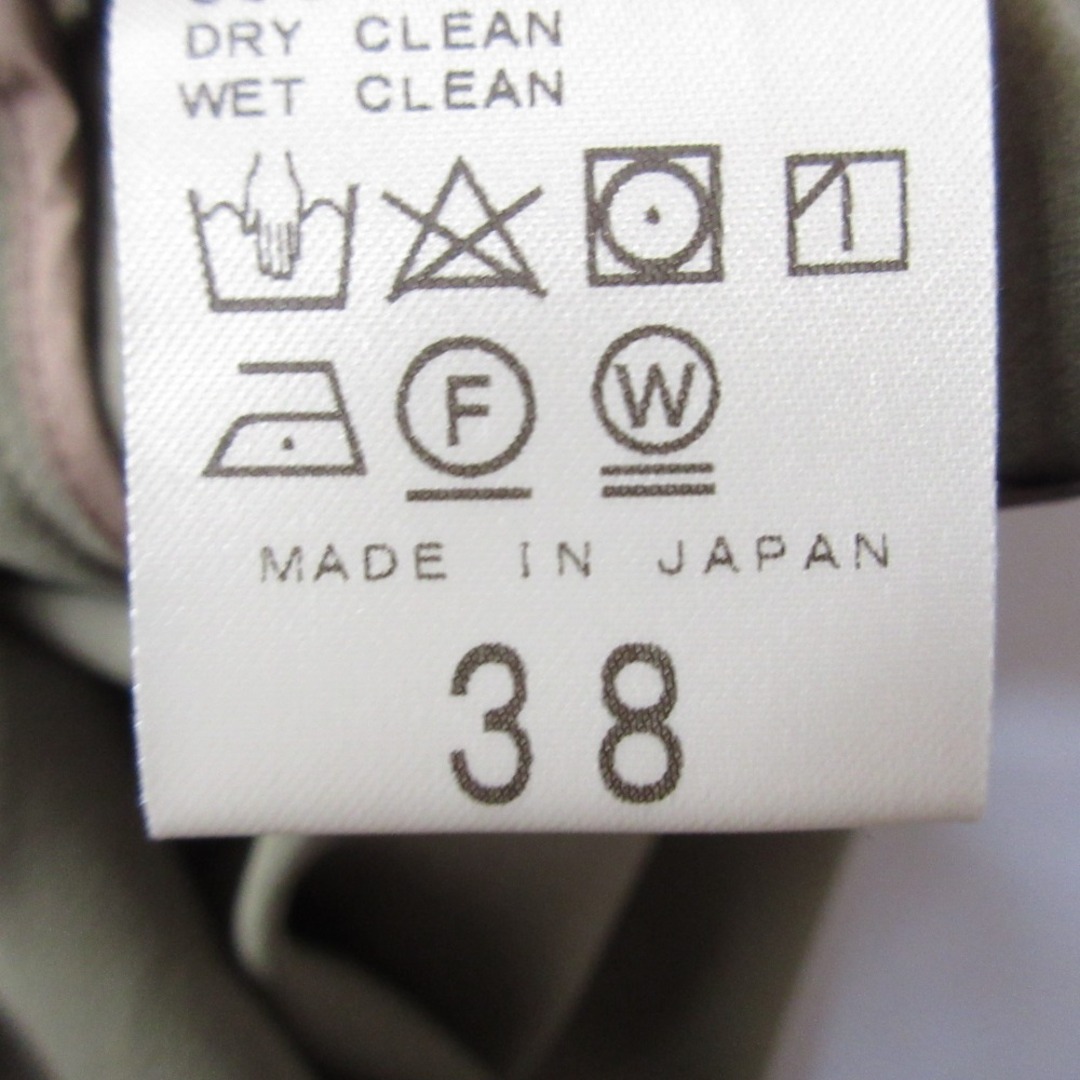 DRY CLEAN
WET CLEAN
F W
MADE IN JAPAN
38